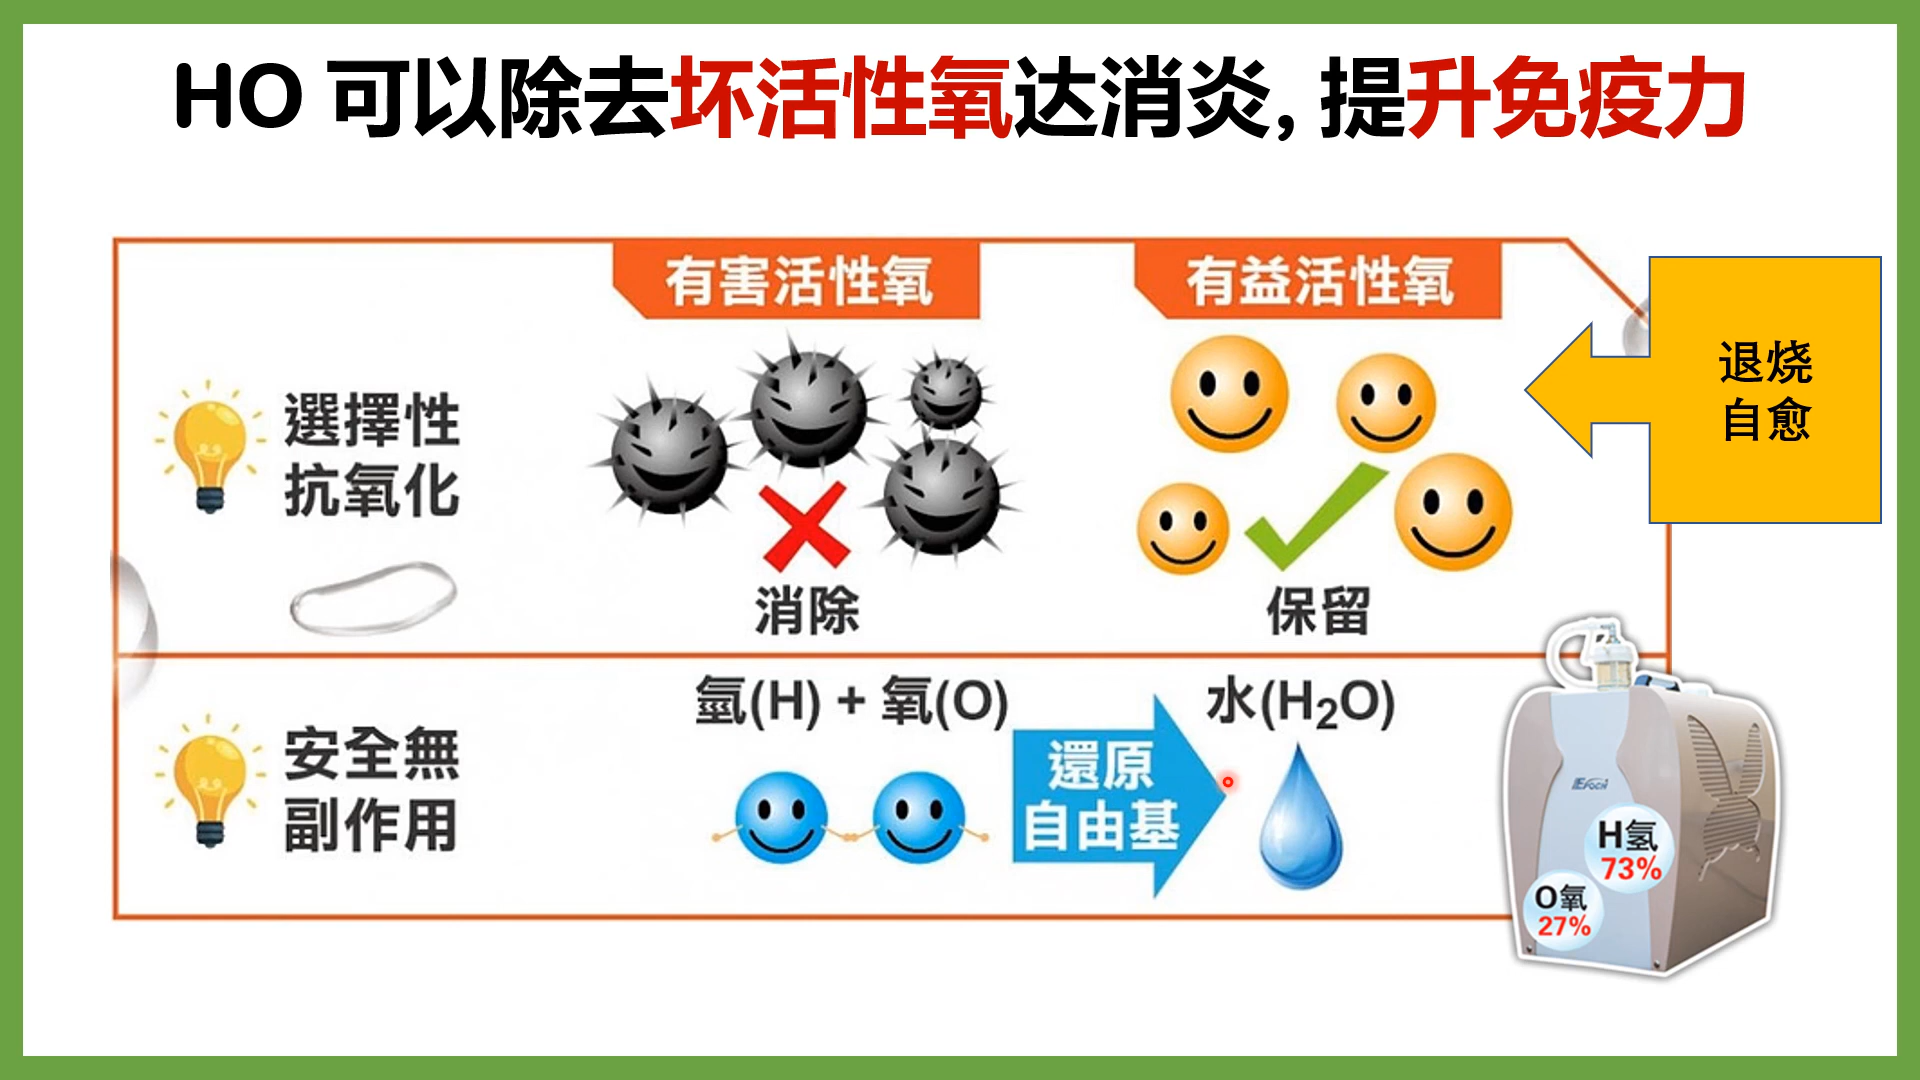 HO 可以除去坏活性氧达消炎, 提升免疫力
有害活性氧
有益活性氧
選擇性
抗氧化
消除
保留
退烧
自愈
安全無
副作用
氫(H) + 氧(O)
還原
自由基
水(H₂O)
H氢
73%
O氧
27%